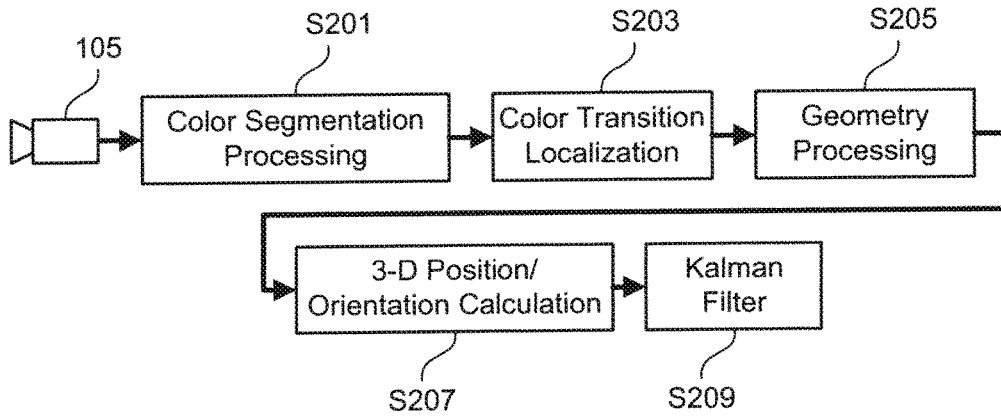 105
S201
S203
S205
Color Segmentation
Processing
Color Transition
Localization
Geometry
Processing
3-D Position/
Orientation Calculation
Kalman
Filter
S207
S209